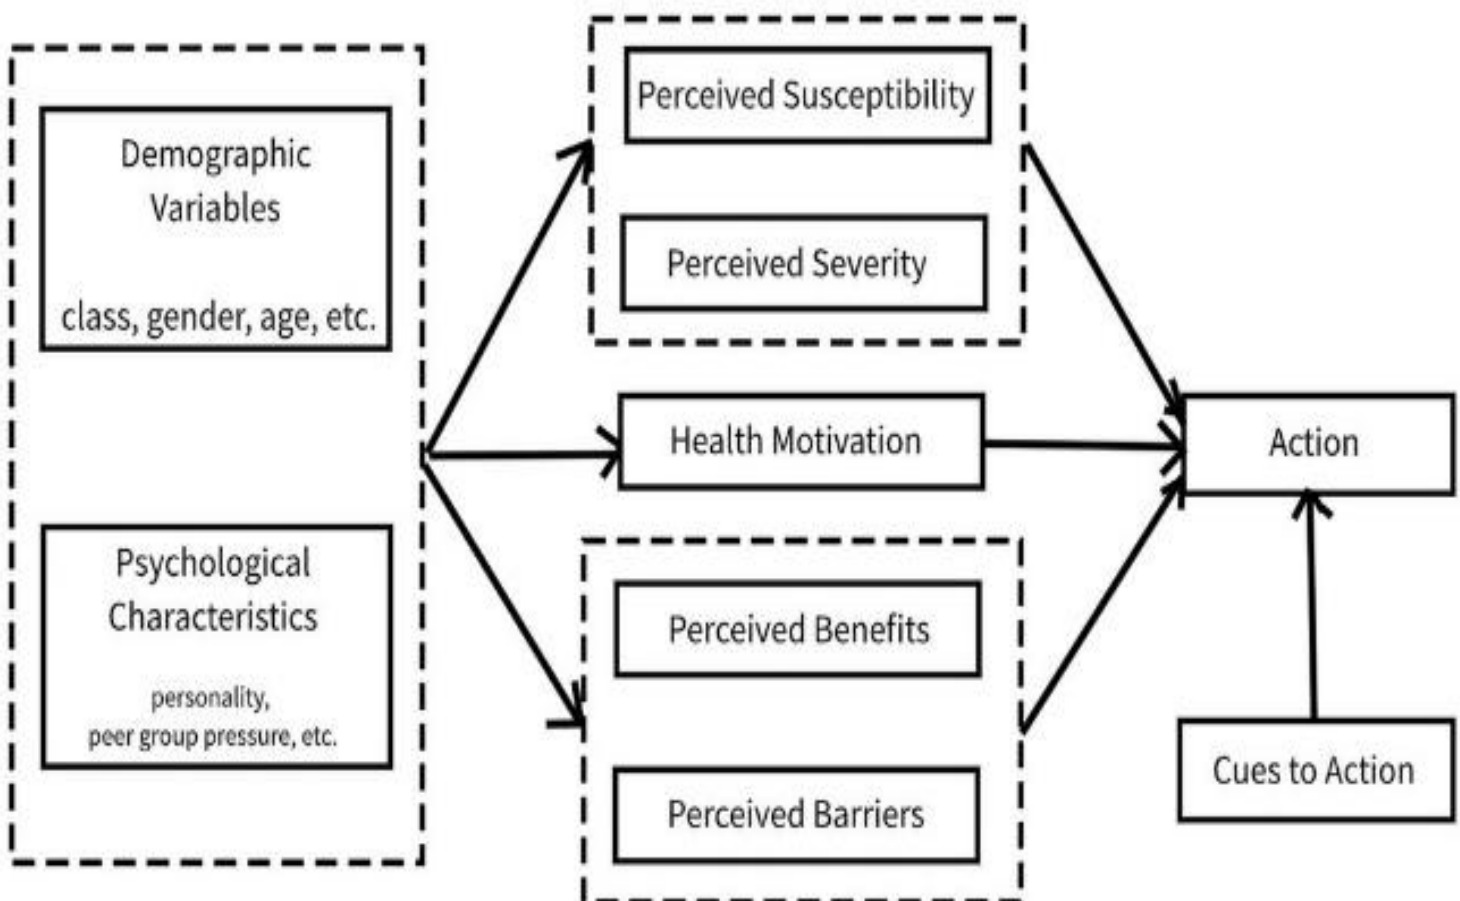 Demographic
Variables
class, gender, age, etc.
Psychological
Characteristics
personality,
peer group pressure, etc.
Perceived Susceptibility
Perceived Severity
Health Motivation
Perceived Benefits
Perceived Barriers
Action
Cues to Action